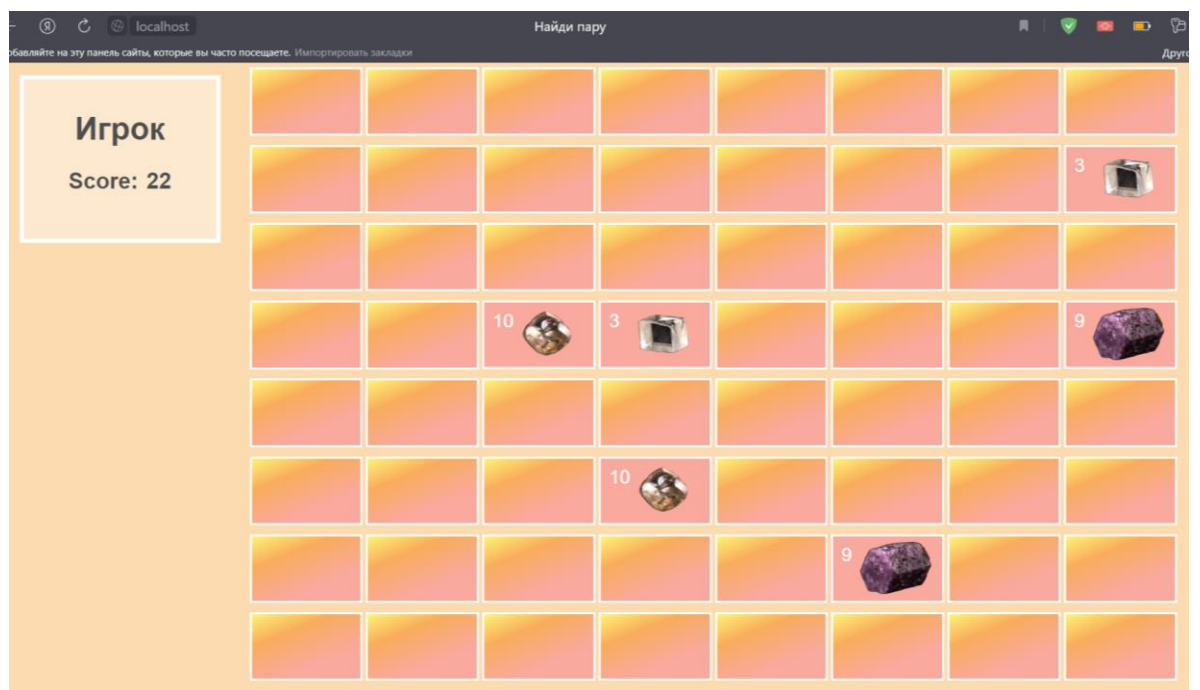 localhost
Найди пару
обавляйте на эту панель сайты, которые вы часто посещаете. Импортировать закладки
Друго
Игрок
Score: 22
3
10
3
9
10
9